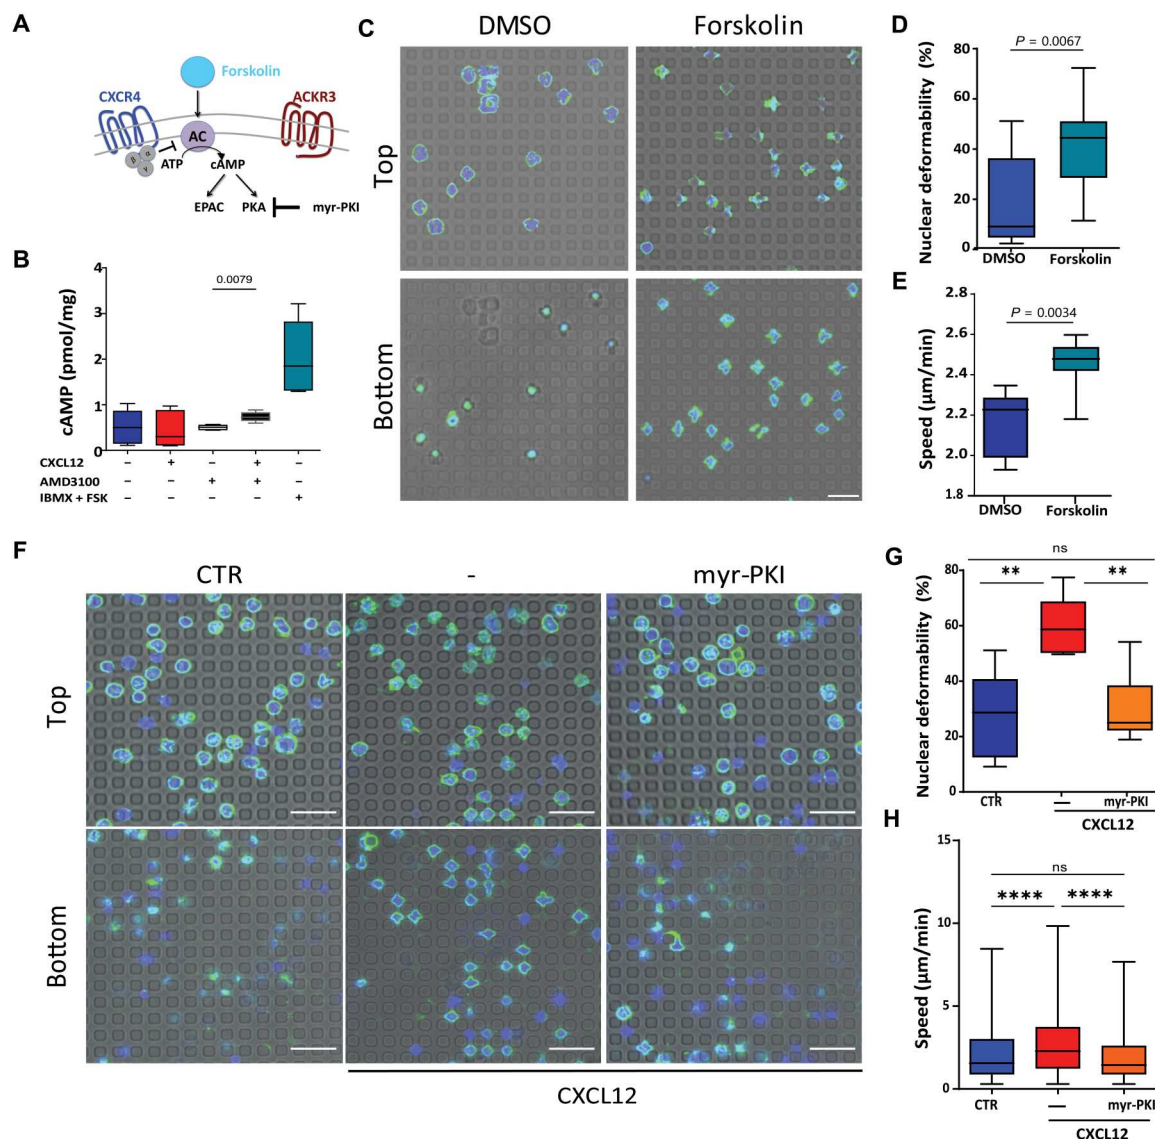 A
Forskolin
CXCR4
ACKR3
AC
β α γ
ATP
cAMP
EPAC PKA myr-PKI
B
cAMP (pmol/mg)
4
3
2
1
0
0.0079
CXCL12 – + – + –
AMD3100 – – + + –
IBMX + FSK – – – – +
C
DMSO Forskolin
Top
Bottom
D
Nuclear deformability (%)
80
60
40
20
0
P = 0.0067
DMSO Forskolin
E
Speed (µm/min)
2.8
2.6
2.4
2.2
2.0
1.8
P = 0.0034
DMSO Forskolin
F
CTR - myr-PKI
Top
Bottom
CXCL12
G
Nuclear deformability (%)
80
60
40
20
0
ns
** **
CTR — myr-PKI
CXCL12
H
Speed (µm/min)
15
10
5
0
ns
**** ****
CTR — myr-PKI
CXCL12